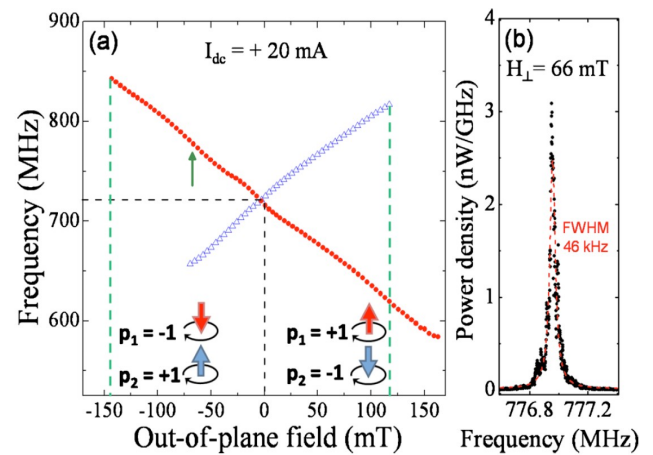 (a)
I_dc = + 20 mA
900
800
700
600
Frequency (MHz)
p₁ = -1
p₂ = +1
p₁ = +1
p₂ = -1
-150 -100 -50 0 50 100 150
Out-of-plane field (mT)
(b)
H⊥= 66 mT
4
3
2
1
0
Power density (nW/GHz)
FWHM
46 kHz
776.8 777.2
Frequency (MHz)